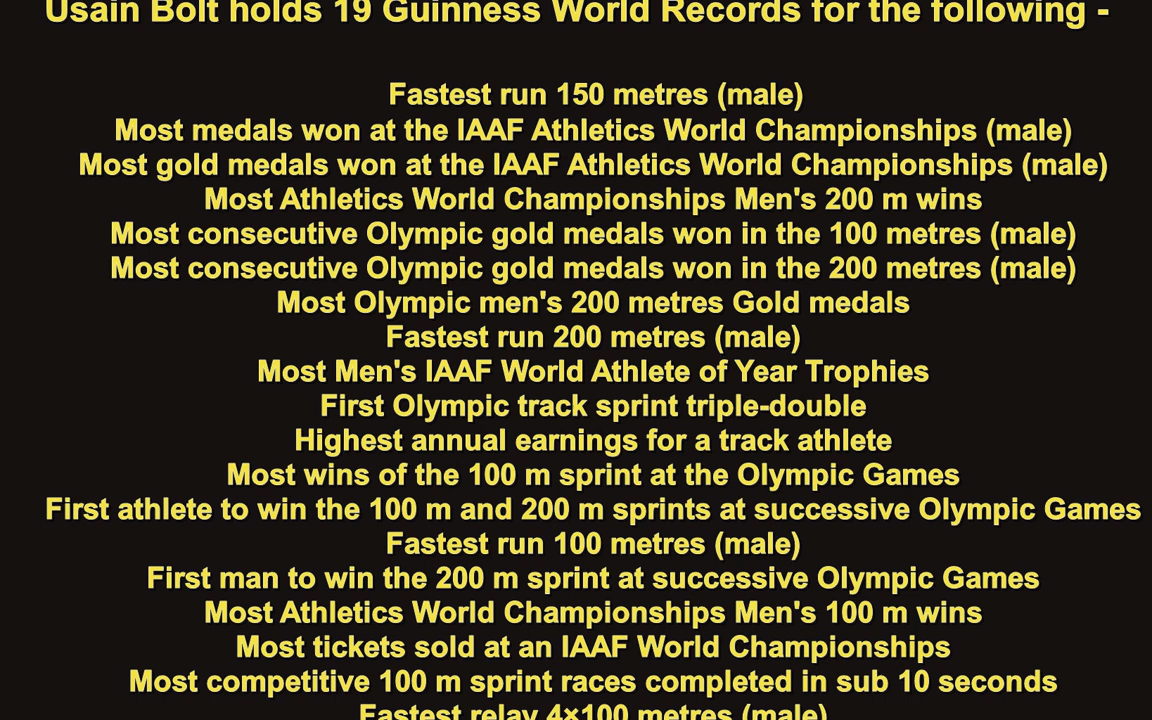 Usain Bolt holds 19 Guinness World Records for the following -
Fastest run 150 metres (male)
Most medals won at the IAAF Athletics World Championships (male)
Most gold medals won at the IAAF Athletics World Championships (male)
Most Athletics World Championships Men's 200 m wins
Most consecutive Olympic gold medals won in the 100 metres (male)
Most consecutive Olympic gold medals won in the 200 metres (male)
Most Olympic men's 200 metres Gold medals
Fastest run 200 metres (male)
Most Men's IAAF World Athlete of Year Trophies
First Olympic track sprint triple-double
Highest annual earnings for a track athlete
Most wins of the 100 m sprint at the Olympic Games
First athlete to win the 100 m and 200 m sprints at successive Olympic Games
Fastest run 100 metres (male)
First man to win the 200 m sprint at successive Olympic Games
Most Athletics World Championships Men's 100 m wins
Most tickets sold at an IAAF World Championships
Most competitive 100 m sprint races completed in sub 10 seconds
Fastest relay 4×100 metres (male)